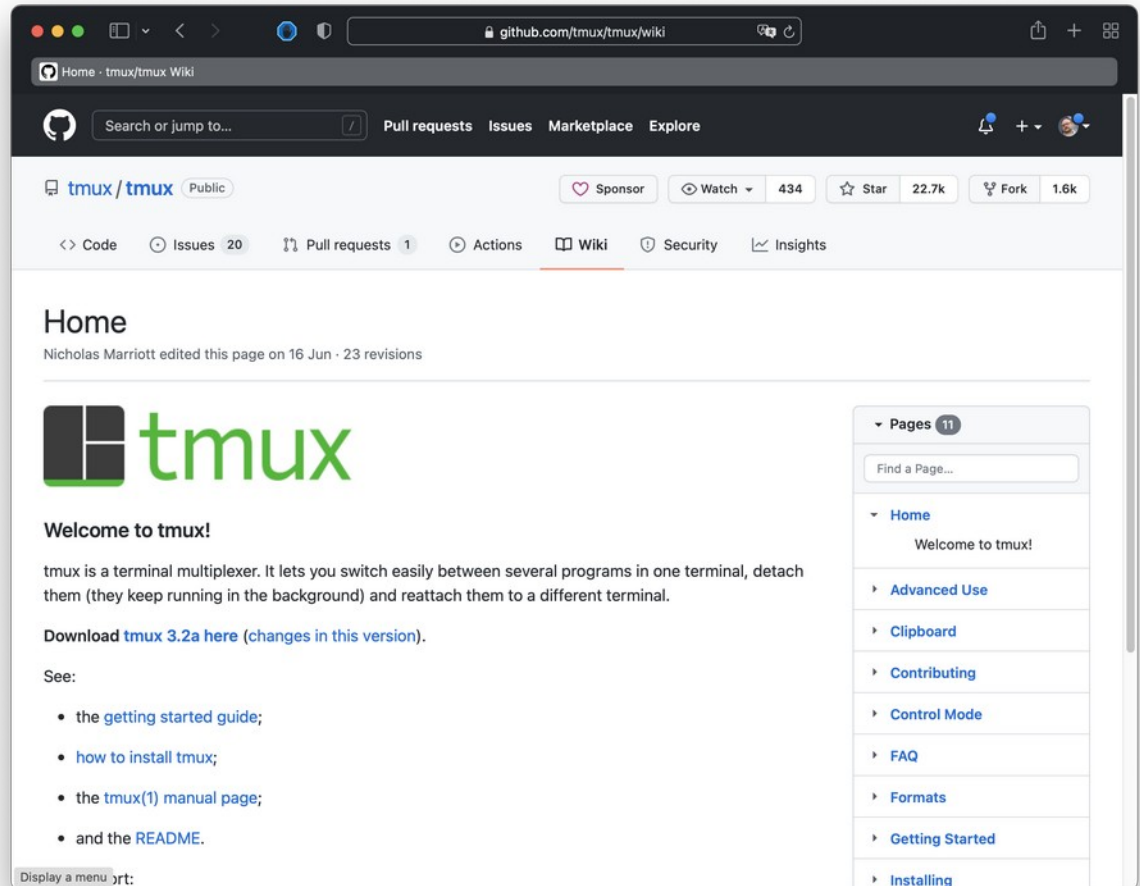 github.com/tmux/tmux/wiki
Home · tmux/tmux Wiki
Search or jump to...
/
Pull requests Issues Marketplace Explore
tmux / tmux Public
Sponsor Watch 434 Star 22.7k Fork 1.6k
Code Issues 20 Pull requests 1 Actions Wiki Security Insights
Home
Nicholas Marriott edited this page on 16 Jun · 23 revisions
tmux
Welcome to tmux!
tmux is a terminal multiplexer. It lets you switch easily between several programs in one terminal, detach
them (they keep running in the background) and reattach them to a different terminal.
Download tmux 3.2a here (changes in this version).
See:
• the getting started guide;
• how to install tmux;
• the tmux(1) manual page;
• and the README.
Display a menu
Pages 11
Find a Page...
Home
Welcome to tmux!
Advanced Use
Clipboard
Contributing
Control Mode
FAQ
Formats
Getting Started
Installing